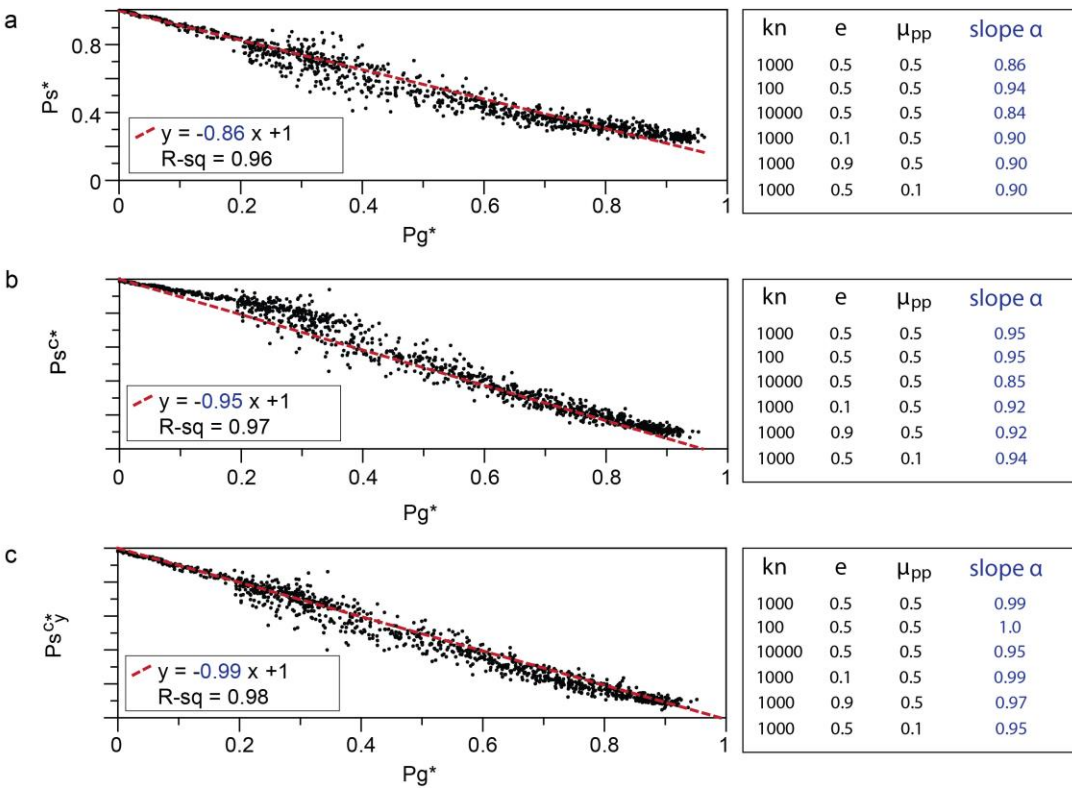 a
Ps*
0.8
0.4
0
y = -0.86 x +1
R-sq = 0.96
0 0.2 0.4 0.6 0.8 1
Pg*
kn e μpp slope α
1000 0.5 0.5 0.86
100 0.5 0.5 0.94
10000 0.5 0.5 0.84
1000 0.1 0.5 0.90
1000 0.9 0.5 0.90
1000 0.5 0.1 0.90
b
Psᶜ*
y = -0.95 x +1
R-sq = 0.97
0 0.2 0.4 0.6 0.8 1
Pg*
kn e μpp slope α
1000 0.5 0.5 0.95
100 0.5 0.5 0.95
10000 0.5 0.5 0.85
1000 0.1 0.5 0.92
1000 0.9 0.5 0.92
1000 0.5 0.1 0.94
c
Psᶜ*y
y = -0.99 x +1
R-sq = 0.98
0 0.2 0.4 0.6 0.8 1
Pg*
kn e μpp slope α
1000 0.5 0.5 0.99
100 0.5 0.5 1.0
10000 0.5 0.5 0.95
1000 0.1 0.5 0.99
1000 0.9 0.5 0.97
1000 0.5 0.1 0.95